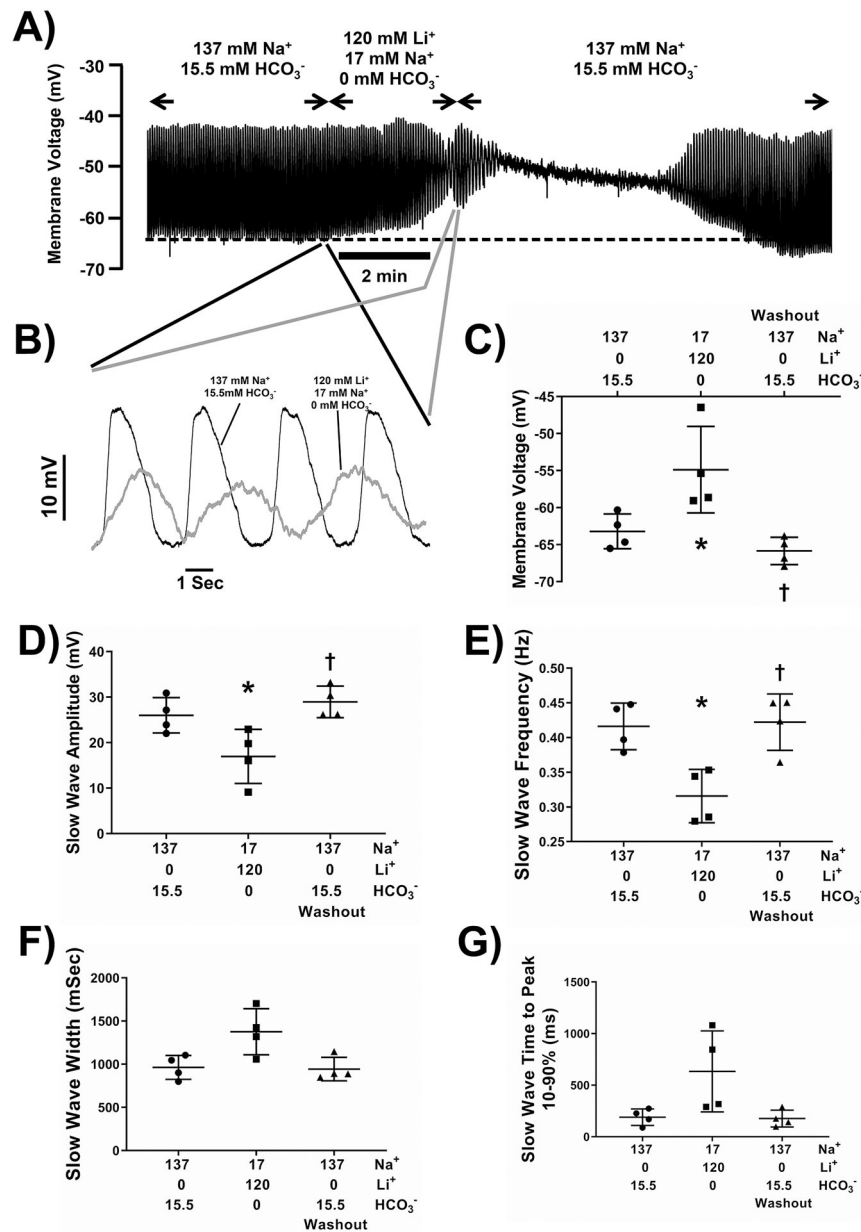 A)
137 mM Na⁺
15.5 mM HCO₃⁻
120 mM Li⁺
17 mM Na⁺
0 mM HCO₃⁻
137 mM Na⁺
15.5 mM HCO₃⁻
Membrane Voltage (mV)
-30
-40
-50
-60
-70
2 min
B)
137 mM Na⁺
15.5mM HCO₃⁻
120 mM Li⁺
17 mM Na⁺
0 mM HCO₃⁻
10 mV
1 Sec
C)
Washout
137 17 137 Na⁺
0 120 0 Li⁺
15.5 0 15.5 HCO₃⁻
Membrane Voltage (mV)
-45
-50
-55
-60
-65
-70
*
†
D)
Slow Wave Amplitude (mV)
40
30
20
10
0
*
†
137 17 137 Na⁺
0 120 0 Li⁺
15.5 0 15.5 HCO₃⁻
Washout
E)
Slow Wave Frequency (Hz)
0.50
0.45
0.40
0.35
0.30
0.25
*
†
137 17 137 Na⁺
0 120 0 Li⁺
15.5 0 15.5 HCO₃⁻
Washout
F)
Slow Wave Width (mSec)
2000
1500
1000
500
0
137 17 137 Na⁺
0 120 0 Li⁺
15.5 0 15.5 HCO₃⁻
Washout
G)
Slow Wave Time to Peak
10-90% (ms)
1500
1000
500
0
137 17 137 Na⁺
0 120 0 Li⁺
15.5 0 15.5 HCO₃⁻
Washout